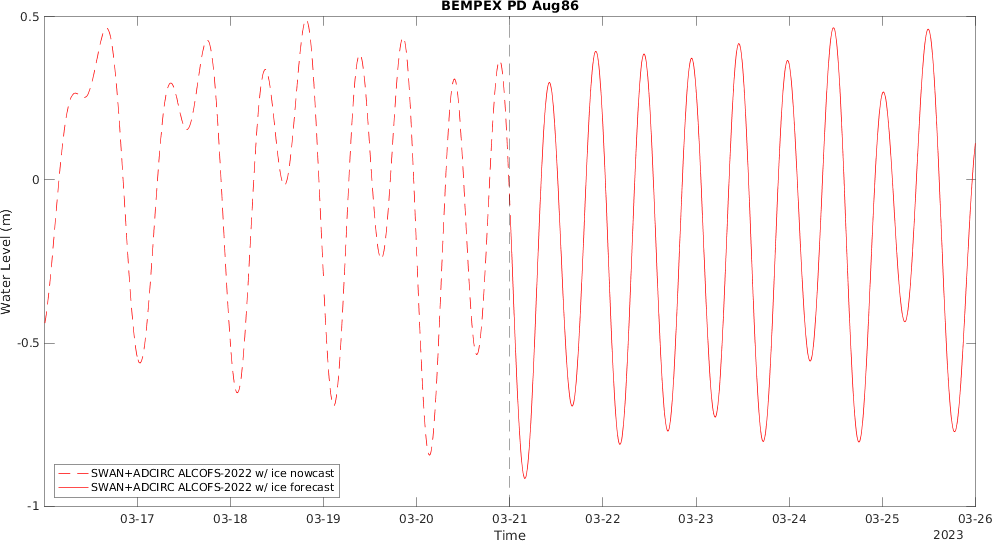 BEMPEX PD Aug86
0.5
0
-0.5
-1
Water Level (m)
SWAN+ADCIRC ALCOFS-2022 w/ ice nowcast
SWAN+ADCIRC ALCOFS-2022 w/ ice forecast
03-17 03-18 03-19 03-20 03-21 03-22 03-23 03-24 03-25 03-26
Time
2023